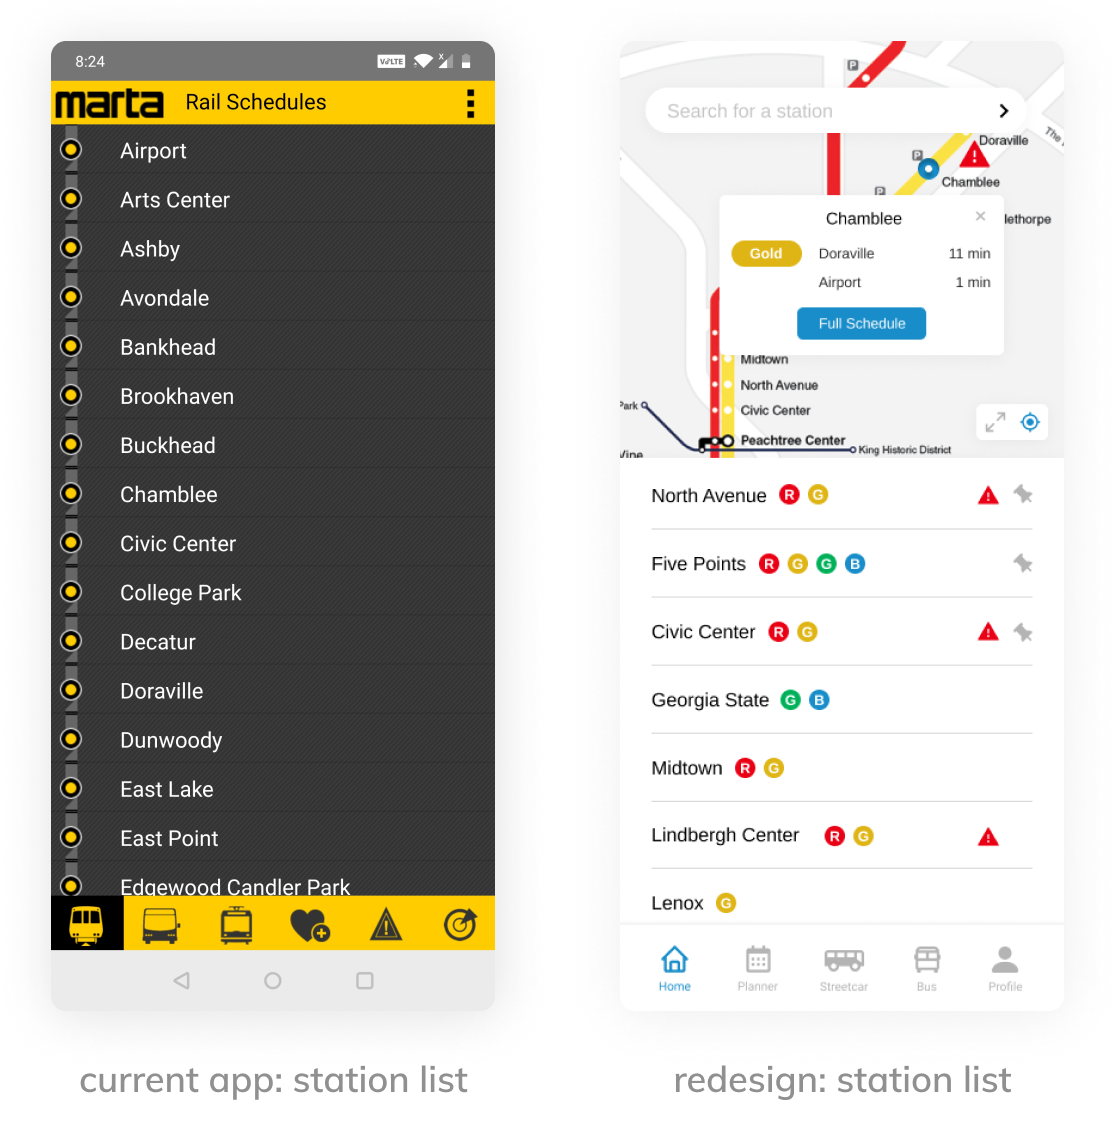 8:24
VoLTE
x
marta Rail Schedules
Airport
Arts Center
Ashby
Avondale
Bankhead
Brookhaven
Buckhead
Chamblee
Civic Center
College Park
Decatur
Doraville
Dunwoody
East Lake
East Point
Edgewood Candler Park
current app: station list
P
Search for a station
The
Doraville
P
Chamblee
P
lethorpe
Chamblee
Gold Doraville 11 min
Airport 1 min
Full Schedule
Midtown
North Avenue
Park
Civic Center
Peachtree Center
Vine
King Historic District
North Avenue R G
Five Points R G G B
Civic Center R G
Georgia State G B
Midtown R G
Lindbergh Center R G
Lenox G
Home Planner Streetcar Bus Profile
redesign: station list